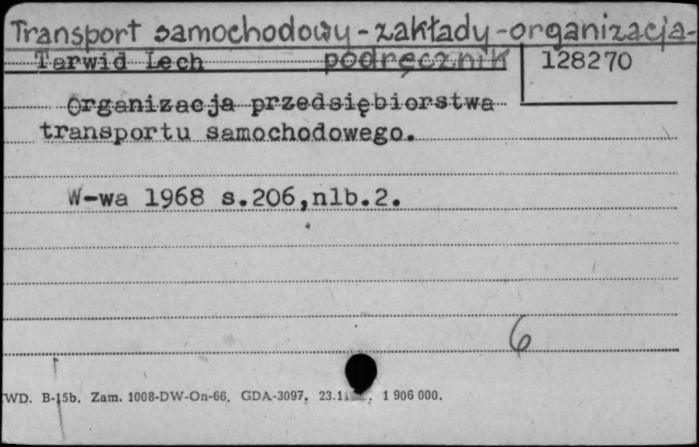 Transport samochodowy - zakłady - organizacja -
Tarwid Lech podręcznik 128270
Organizacja przedsiębiorstwa
transportu samochodowego.
W-wa 1968 s.206,nlb.2.
6
WD. B-15b. Zam. 1008-DW-On-66. GDA-3097. 1 906 000.